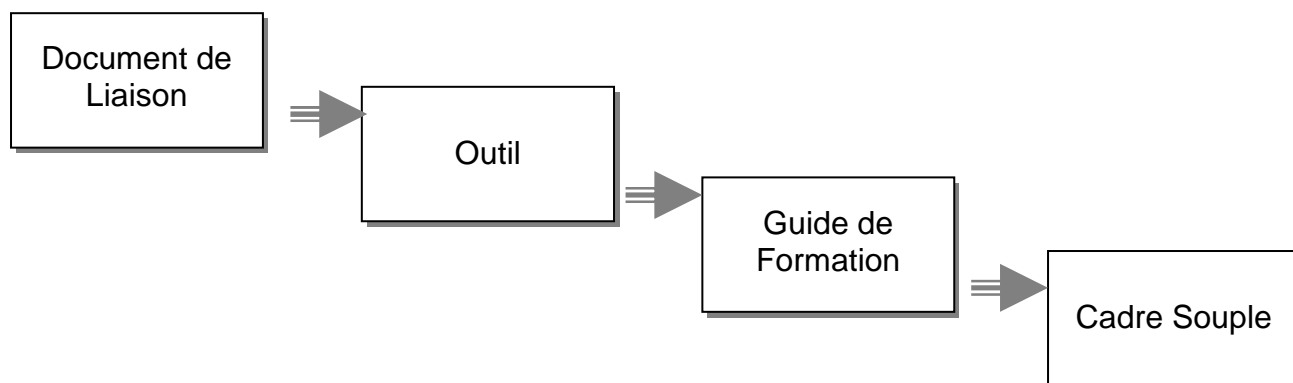 Document de
Liaison
Outil
Guide de
Formation
Cadre Souple